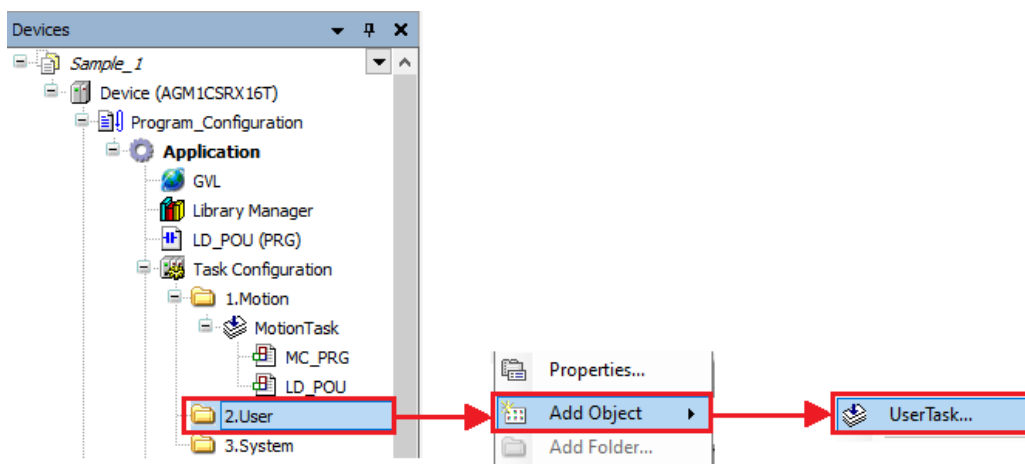 Devices
Sample_1
Device (AGM1CSRX16T)
Program_Configuration
Application
GVL
Library Manager
LD_POU (PRG)
Task Configuration
1.Motion
MotionTask
MC_PRG
LD_POU
2.User
3.System
Properties...
Add Object
Add Folder...
UserTask...